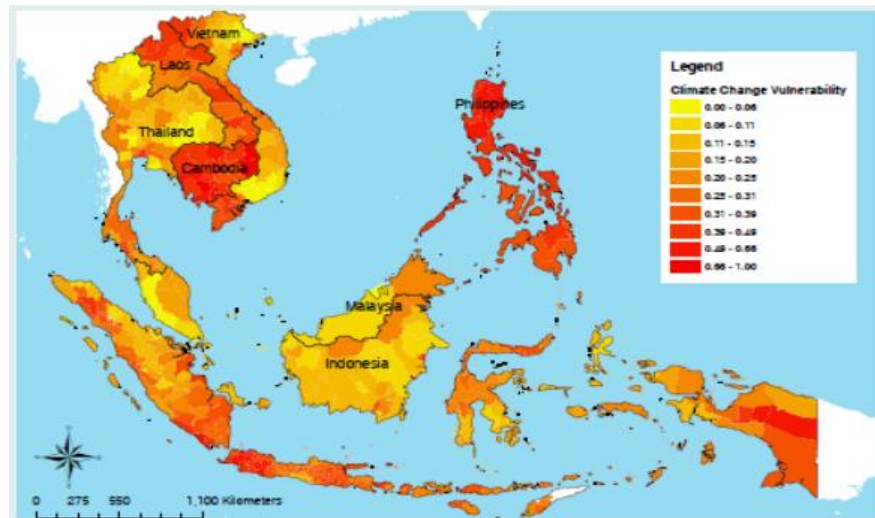 Vietnam
Laos
Thailand
Cambodia
Philippines
Malaysia
Indonesia
Legend
Climate Change Vulnerability
0.00 - 0.06
0.06 - 0.11
0.11 - 0.15
0.15 - 0.20
0.20 - 0.25
0.25 - 0.31
0.31 - 0.39
0.39 - 0.49
0.49 - 0.66
0.66 - 1.00
0 275 550 1,100 Kilometers